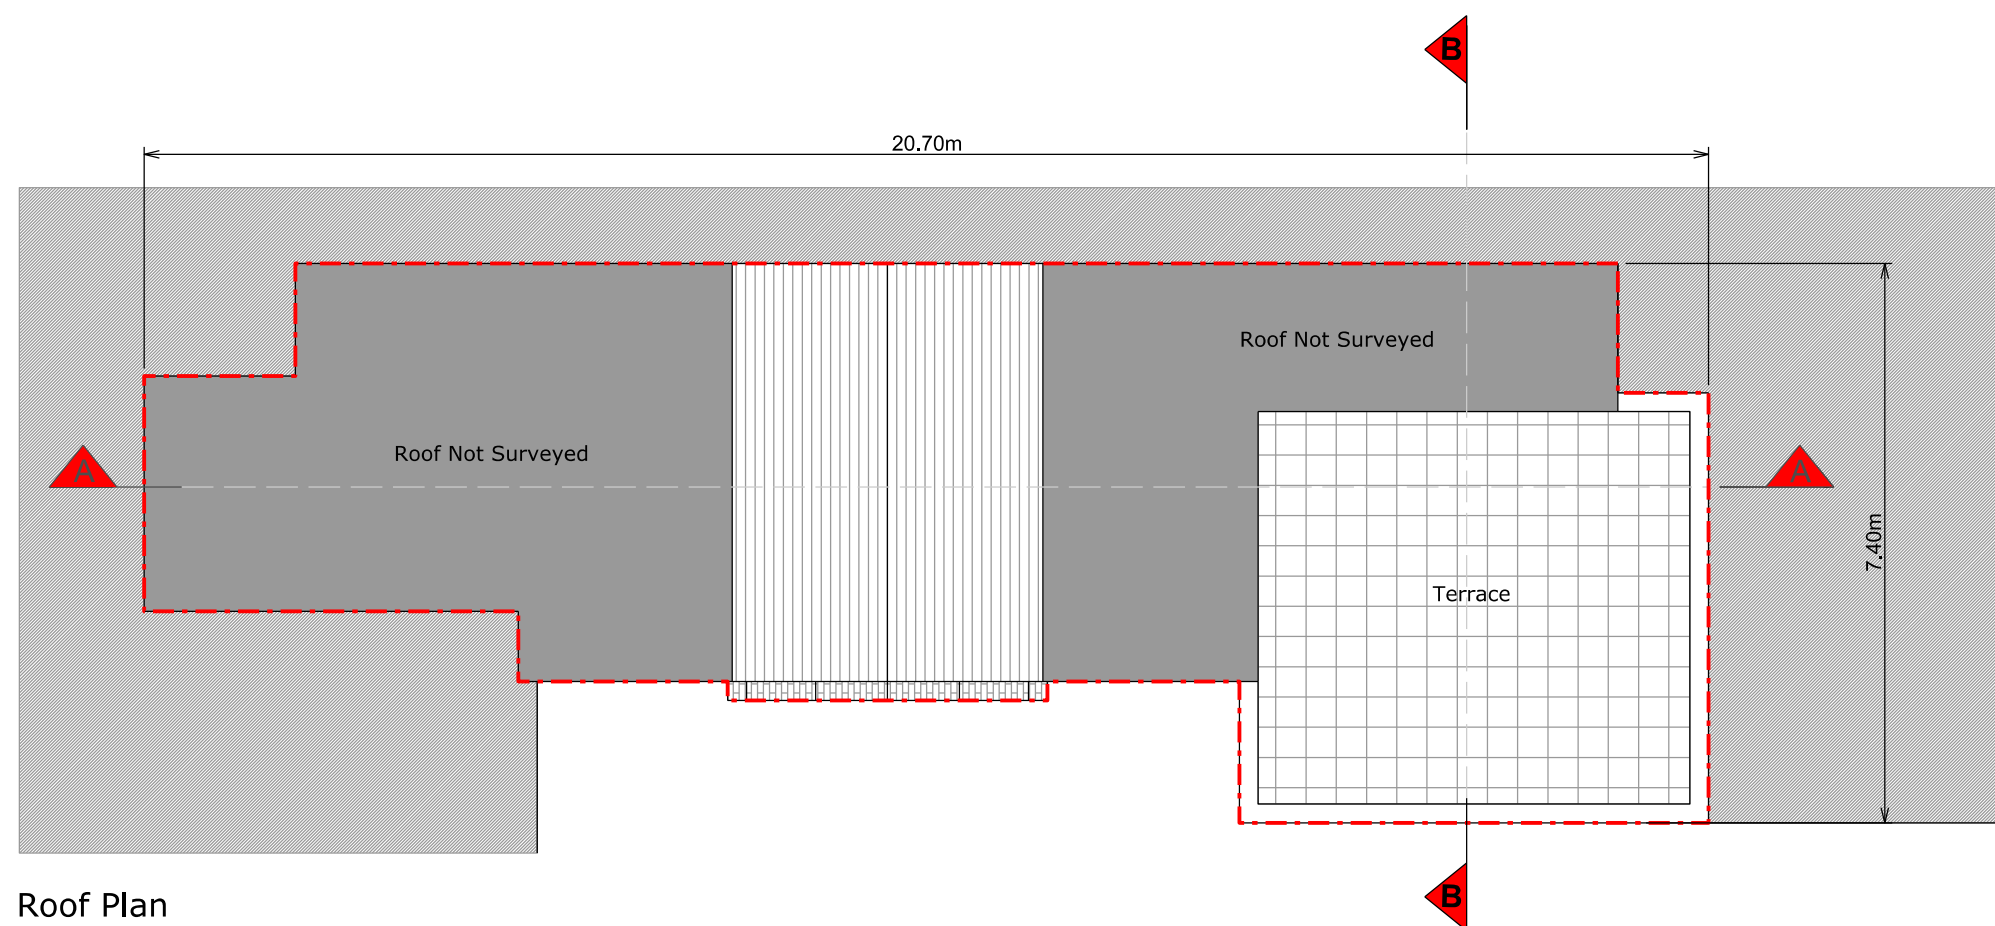 B
20.70m
Roof Not Surveyed
Roof Not Surveyed
A
A
7.40m
Terrace
B
Roof Plan